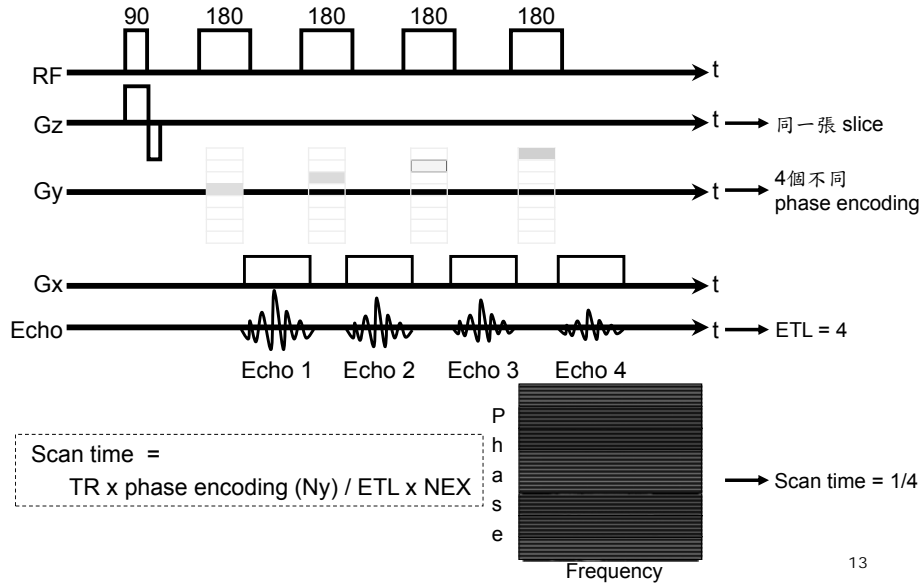 90 180 180 180 180
RF t
Gz t 同一張 slice
Gy t 4個不同
phase encoding
Gx t
Echo t ETL = 4
Echo 1 Echo 2 Echo 3 Echo 4
Scan time =
TR x phase encoding (Ny) / ETL x NEX
P
h
a
s
e
Scan time = 1/4
Frequency
13